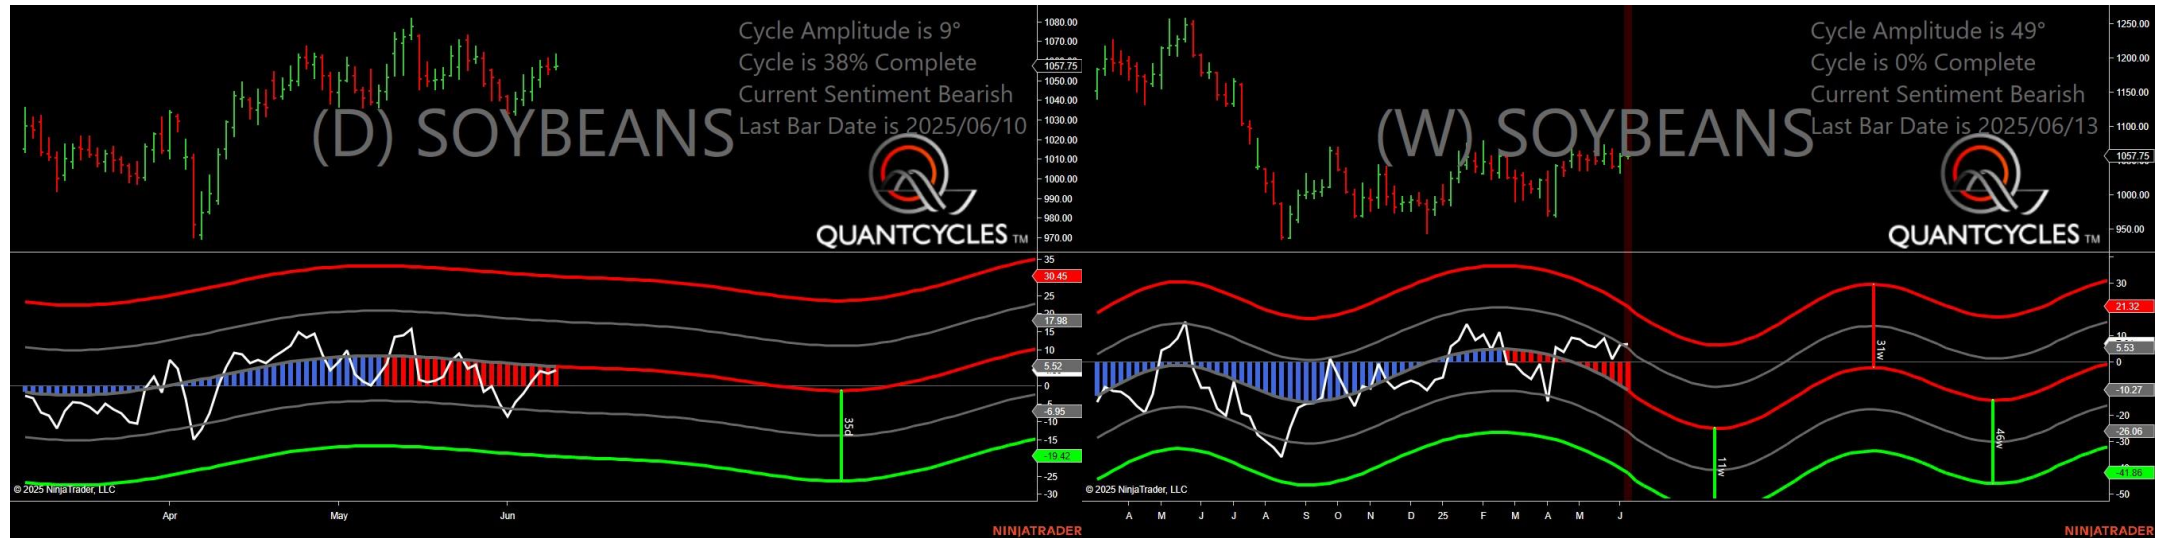 Cycle Amplitude is 9°
Cycle is 38% Complete
Current Sentiment Bearish
Last Bar Date is 2025/06/10
(D) SOYBEANS
QUANTCYCLES TM
1080.00
1070.00
1057.75
1050.00
1040.00
1030.00
1020.00
1010.00
1000.00
990.00
980.00
970.00
35
30.45
25
20
17.98
15
10
5.52
0
-5
-6.95
-10
-15
-19.42
-25
-30
35d
© 2025 NinjaTrader, LLC
Apr
May
Jun
NINJATRADER
Cycle Amplitude is 49°
Cycle is 0% Complete
Current Sentiment Bearish
Last Bar Date is 2025/06/13
(W) SOYBEANS
QUANTCYCLES TM
1250.00
1200.00
1150.00
1100.00
1057.75
1000.00
950.00
30
21.32
10
5.53
0
-10.27
-20
-26.06
-30
-41.86
-50
31w
11w
46w
© 2025 NinjaTrader, LLC
A M J J A S O N D 25 F M A M J
NINJATRADER